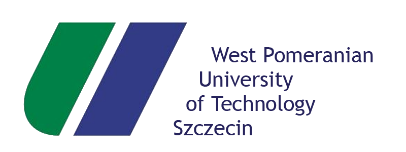 West Pomeranian
University
of Technology
Szczecin